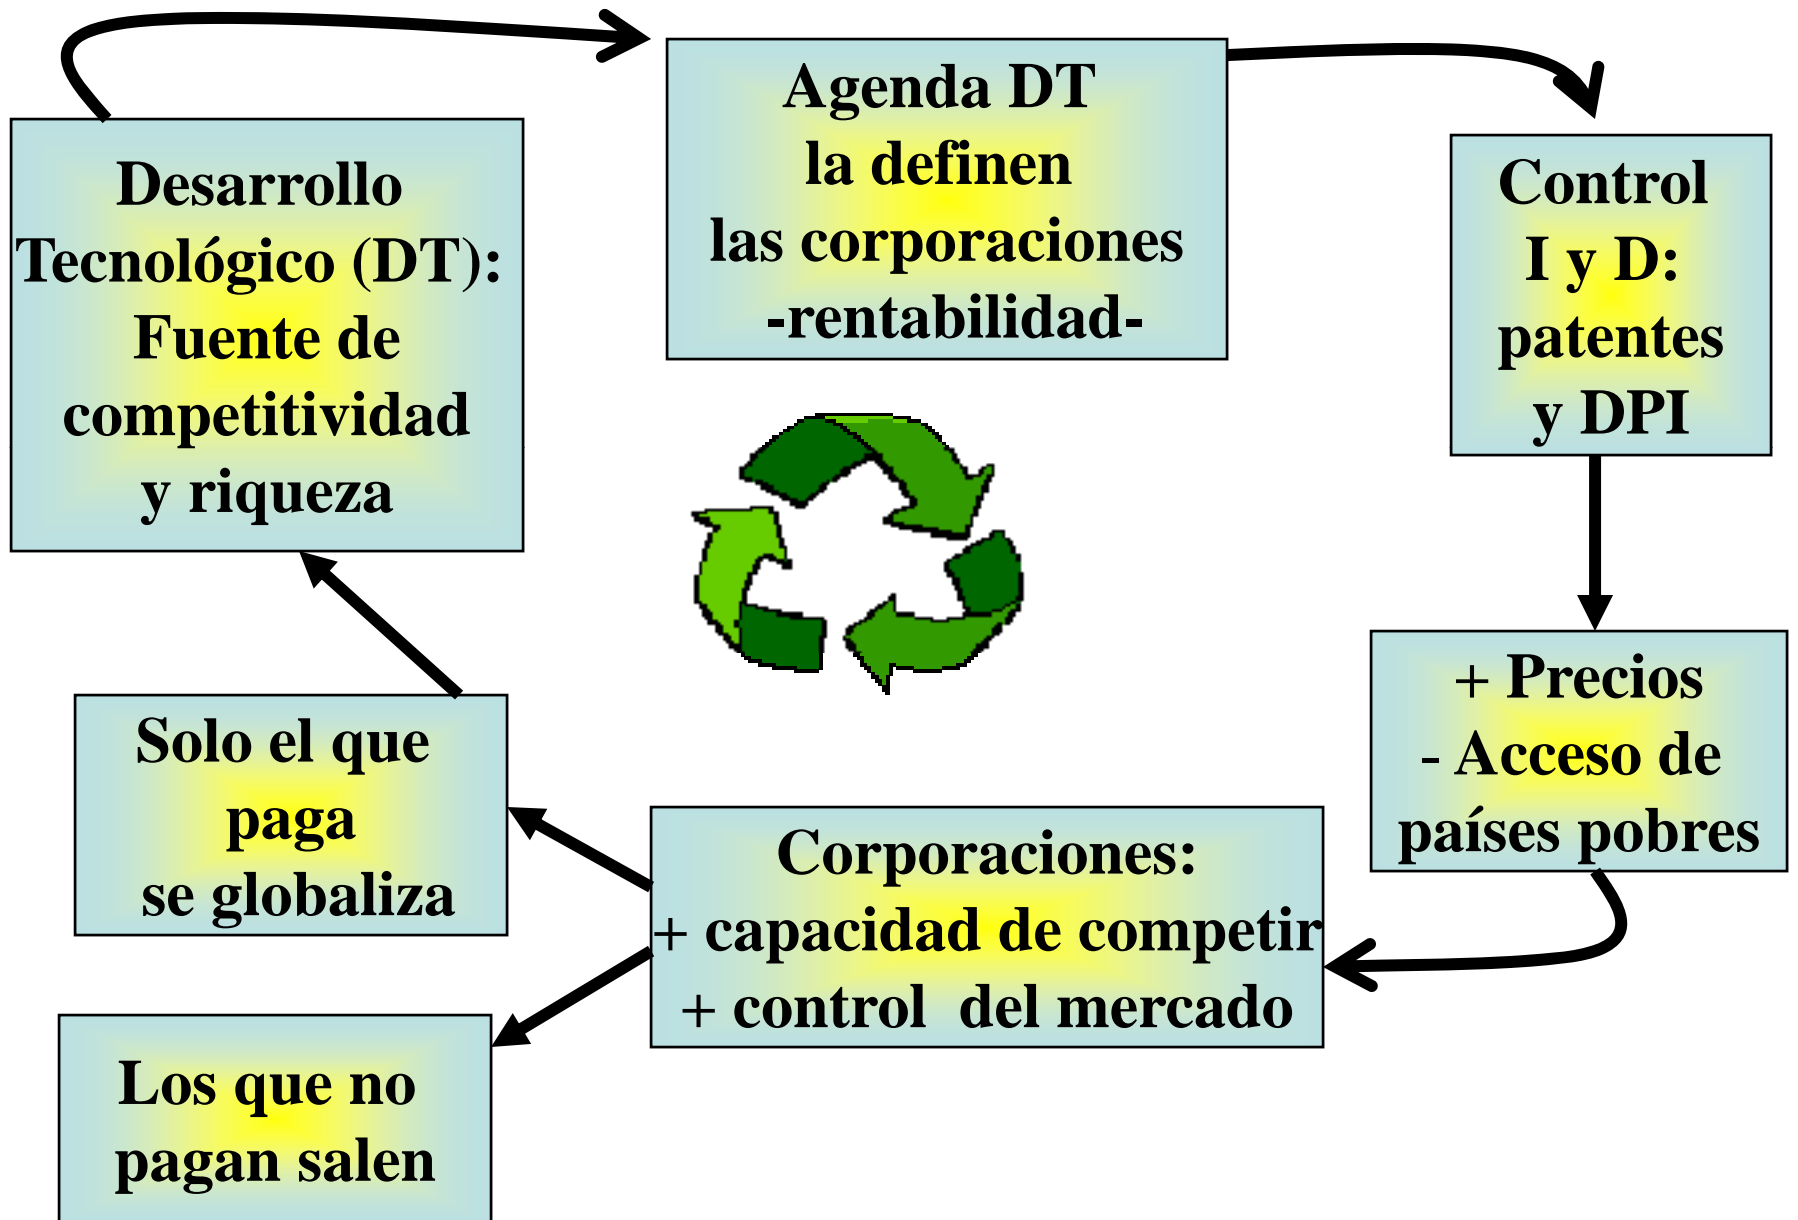 Desarrollo
Tecnológico (DT):
Fuente de
competitividad
y riqueza
Agenda DT
la definen
las corporaciones
-rentabilidad-
Control
I y D:
patentes
y DPI
+ Precios
- Acceso de
países pobres
Corporaciones:
+ capacidad de competir
+ control del mercado
Solo el que
paga
se globaliza
Los que no
pagan salen